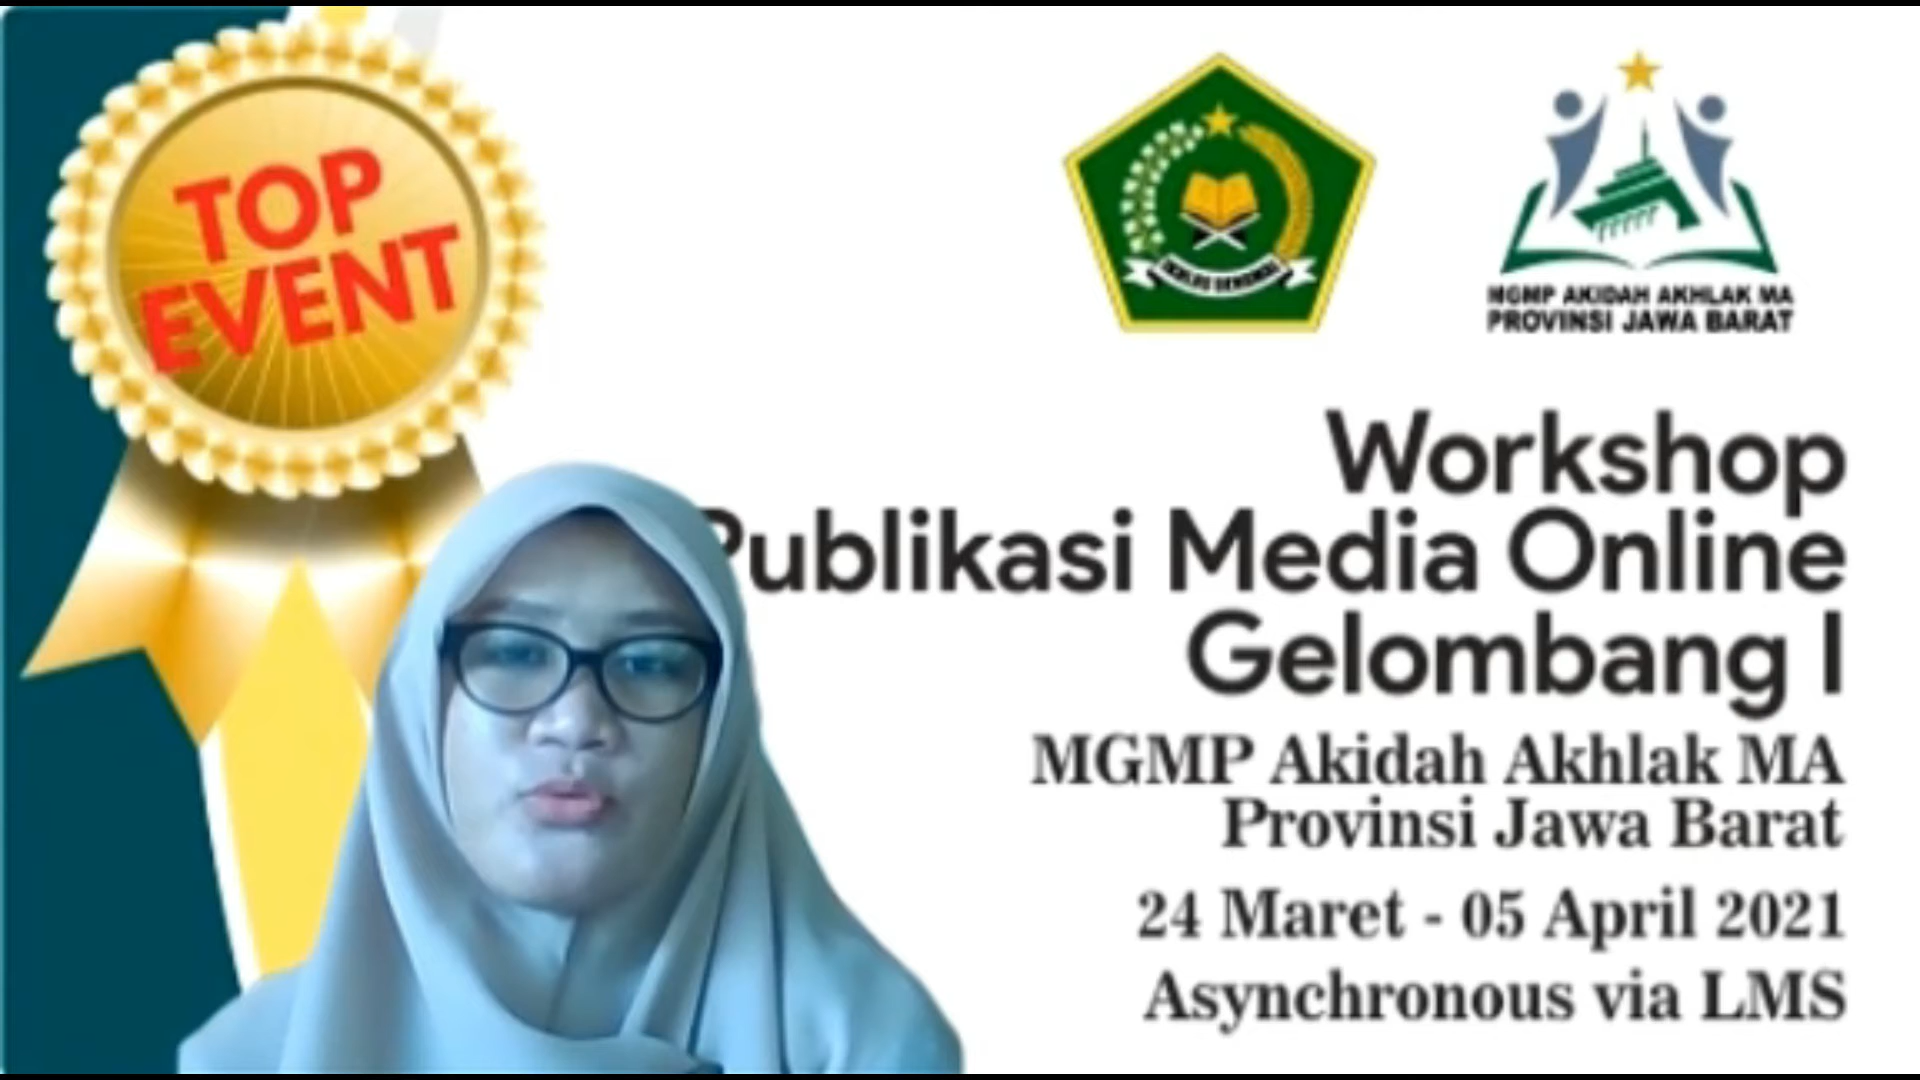 TOP
EVENT
MGMP AKIDAH AKHLAK MA
PROVINSI JAWA BARAT
Workshop
Publikasi Media Online
Gelombang I
MGMP Akidah Akhlak MA
Provinsi Jawa Barat
24 Maret - 05 April 2021
Asynchronous via LMS